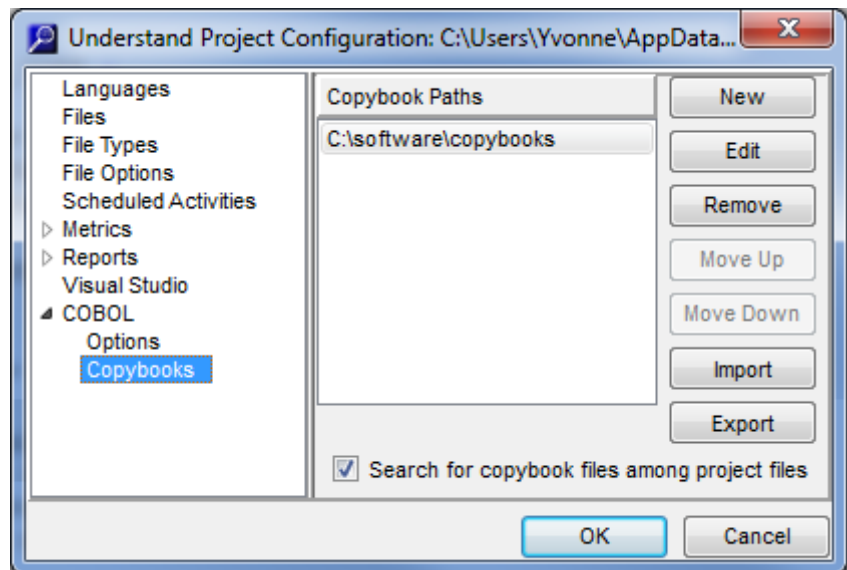 Understand Project Configuration: C:\Users\Yvonne\AppData...
Languages
Files
File Types
File Options
Scheduled Activities
Metrics
Reports
Visual Studio
COBOL
Options
Copybooks
Copybook Paths
C:\software\copybooks
New
Edit
Remove
Move Up
Move Down
Import
Export
Search for copybook files among project files
OK
Cancel